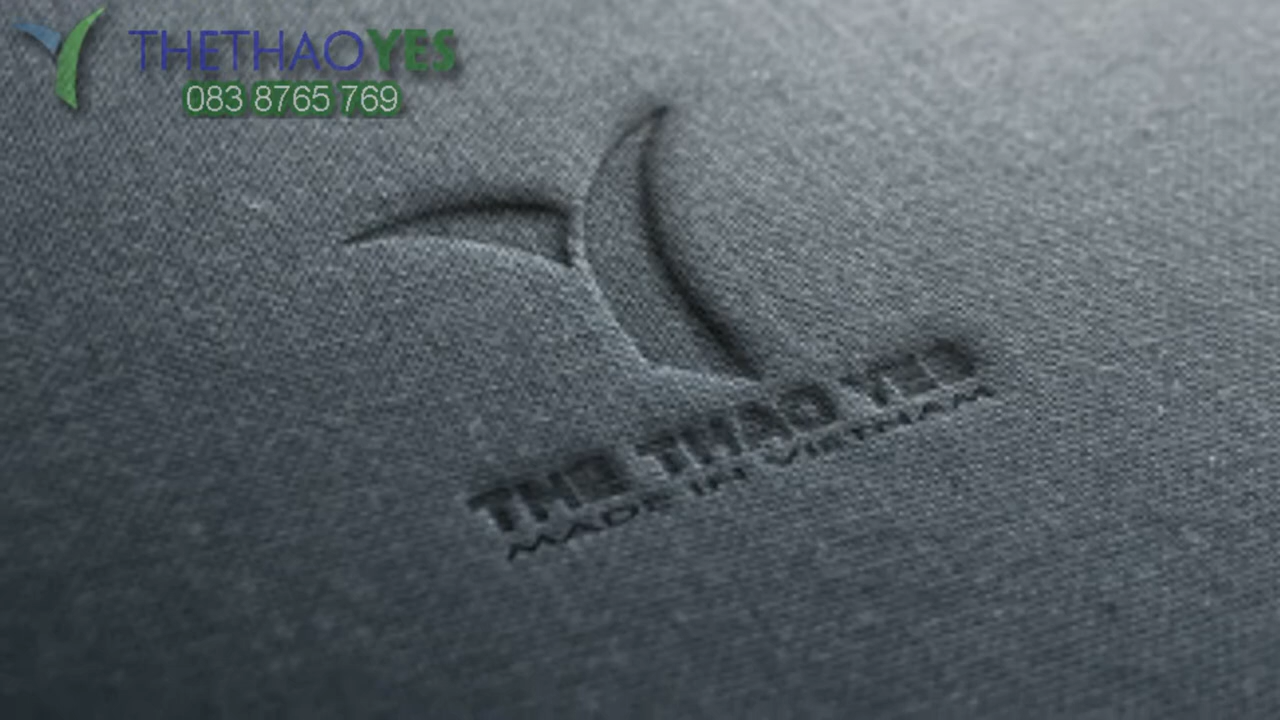 THETHAOYES
083 8765 769
THE THAO YES
MADE IN VIETNAM